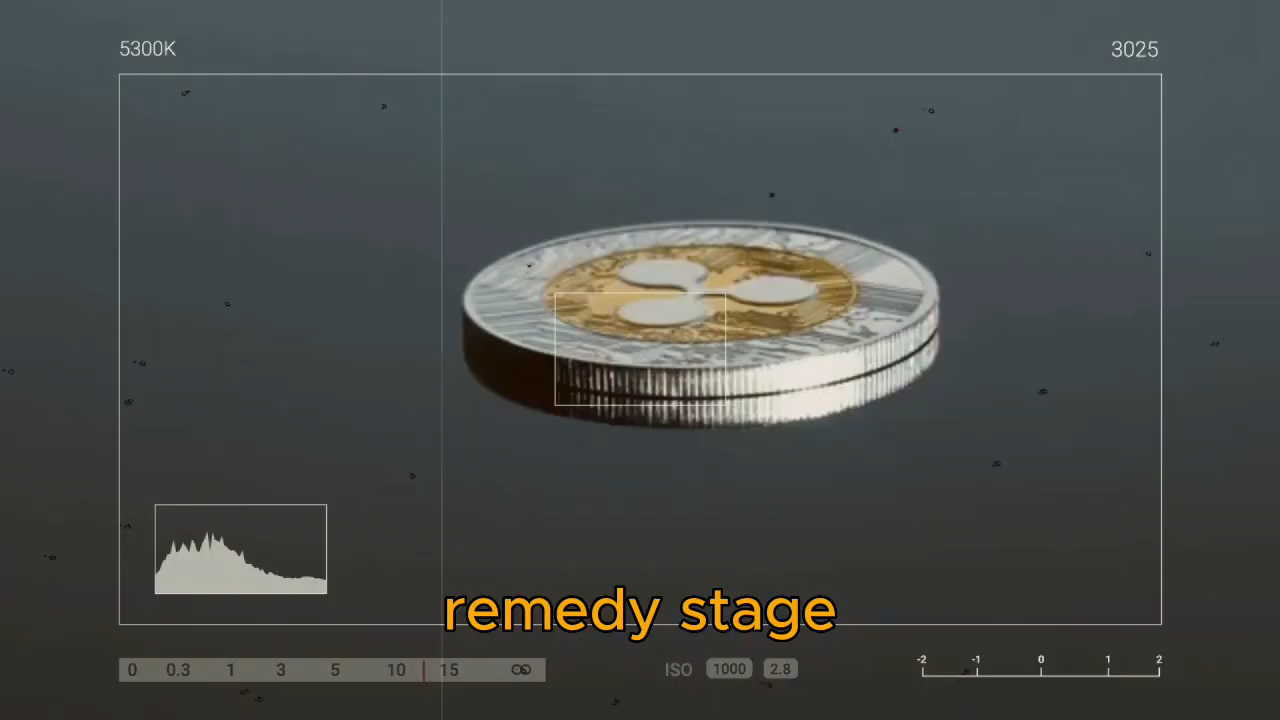 5300K
3025
remedy stage
0 0.3 1 3 5 10 15 ∞
ISO 1000 2.8
-2 -1 0 1 2